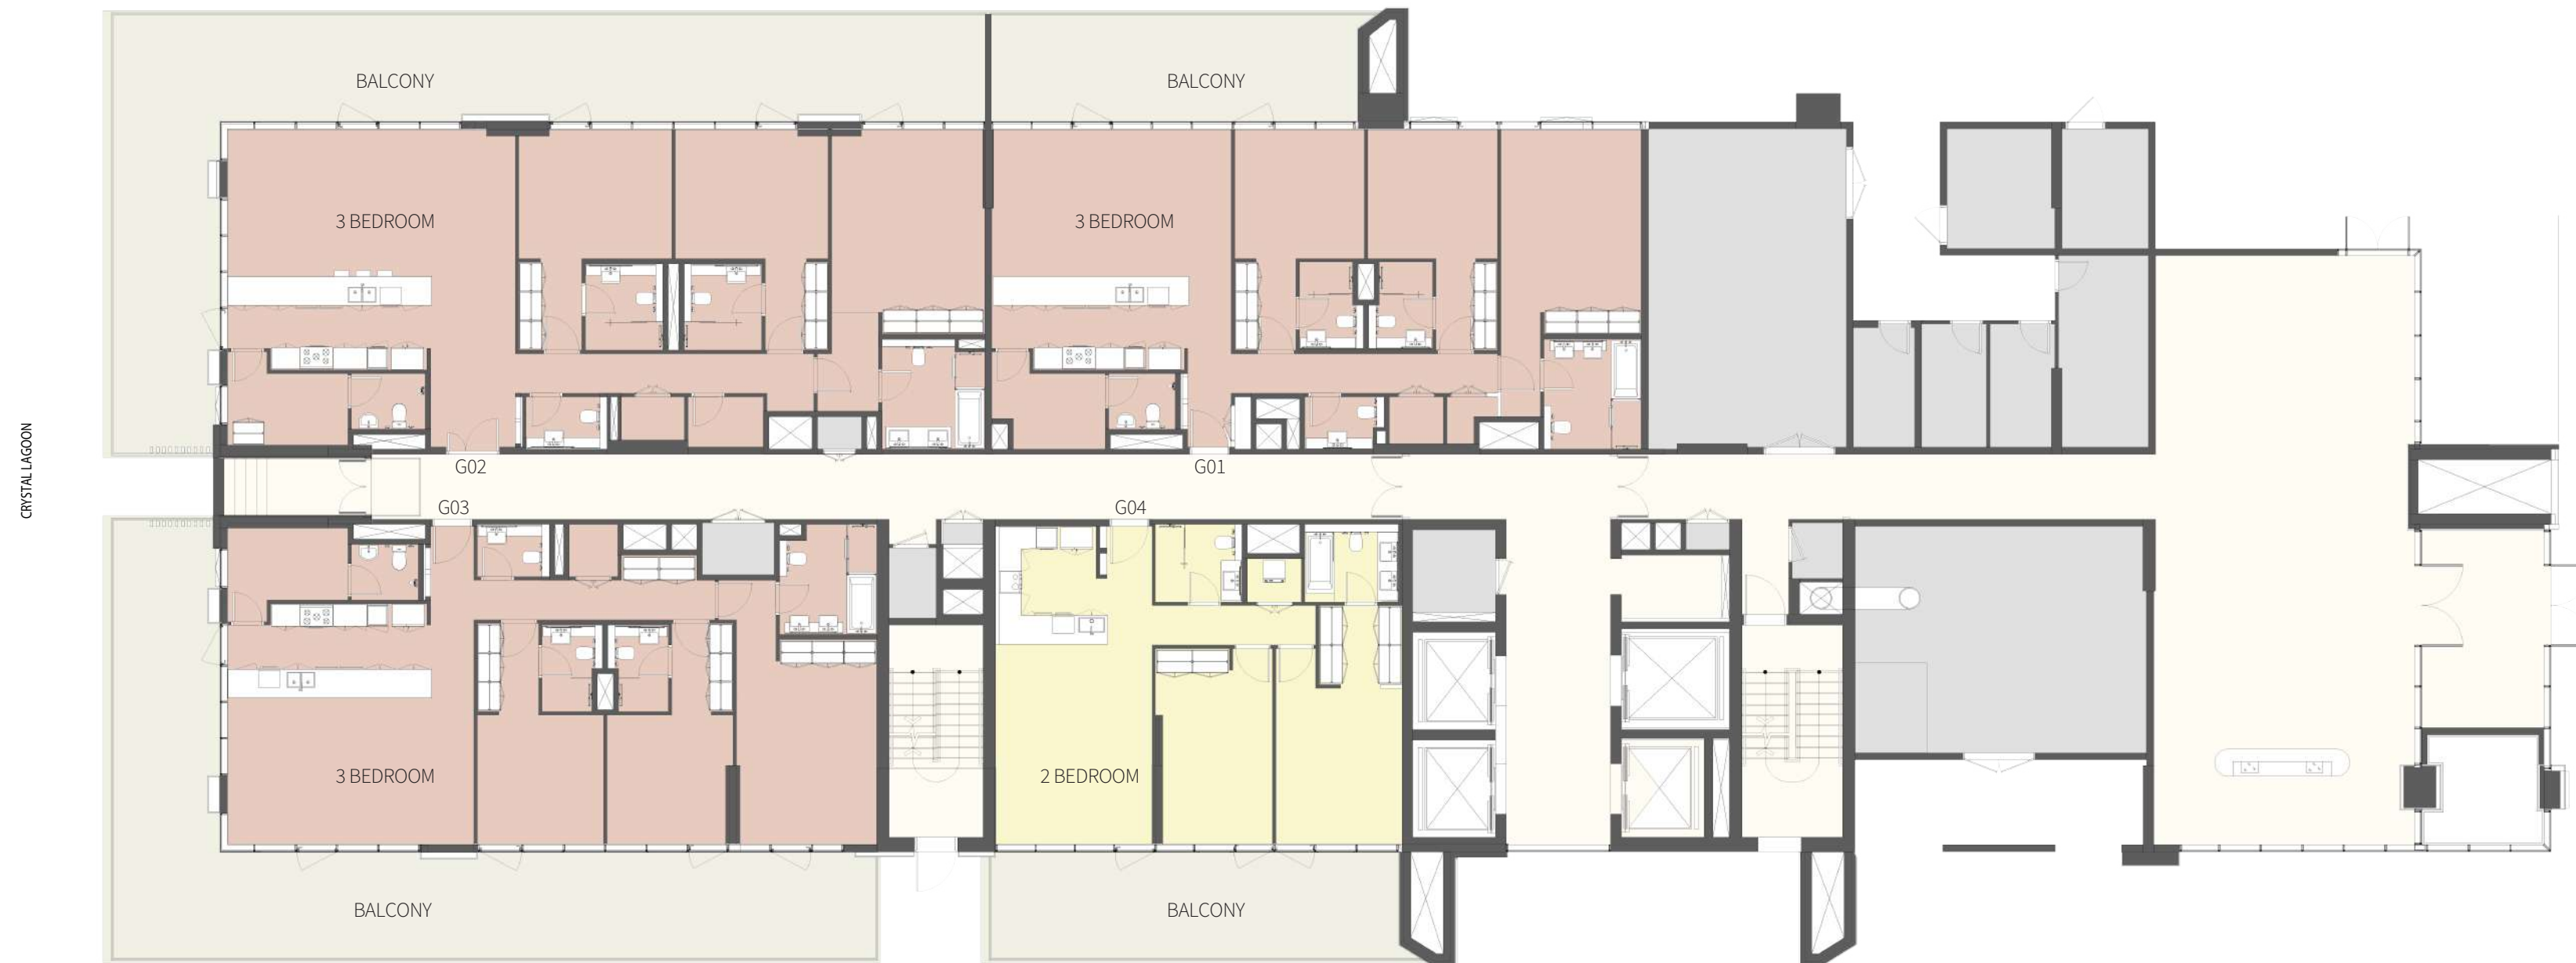 BALCONY
BALCONY
3 BEDROOM
3 BEDROOM
CRYSTAL LAGOON
G02
G01
G03
G04
3 BEDROOM
2 BEDROOM
BALCONY
BALCONY